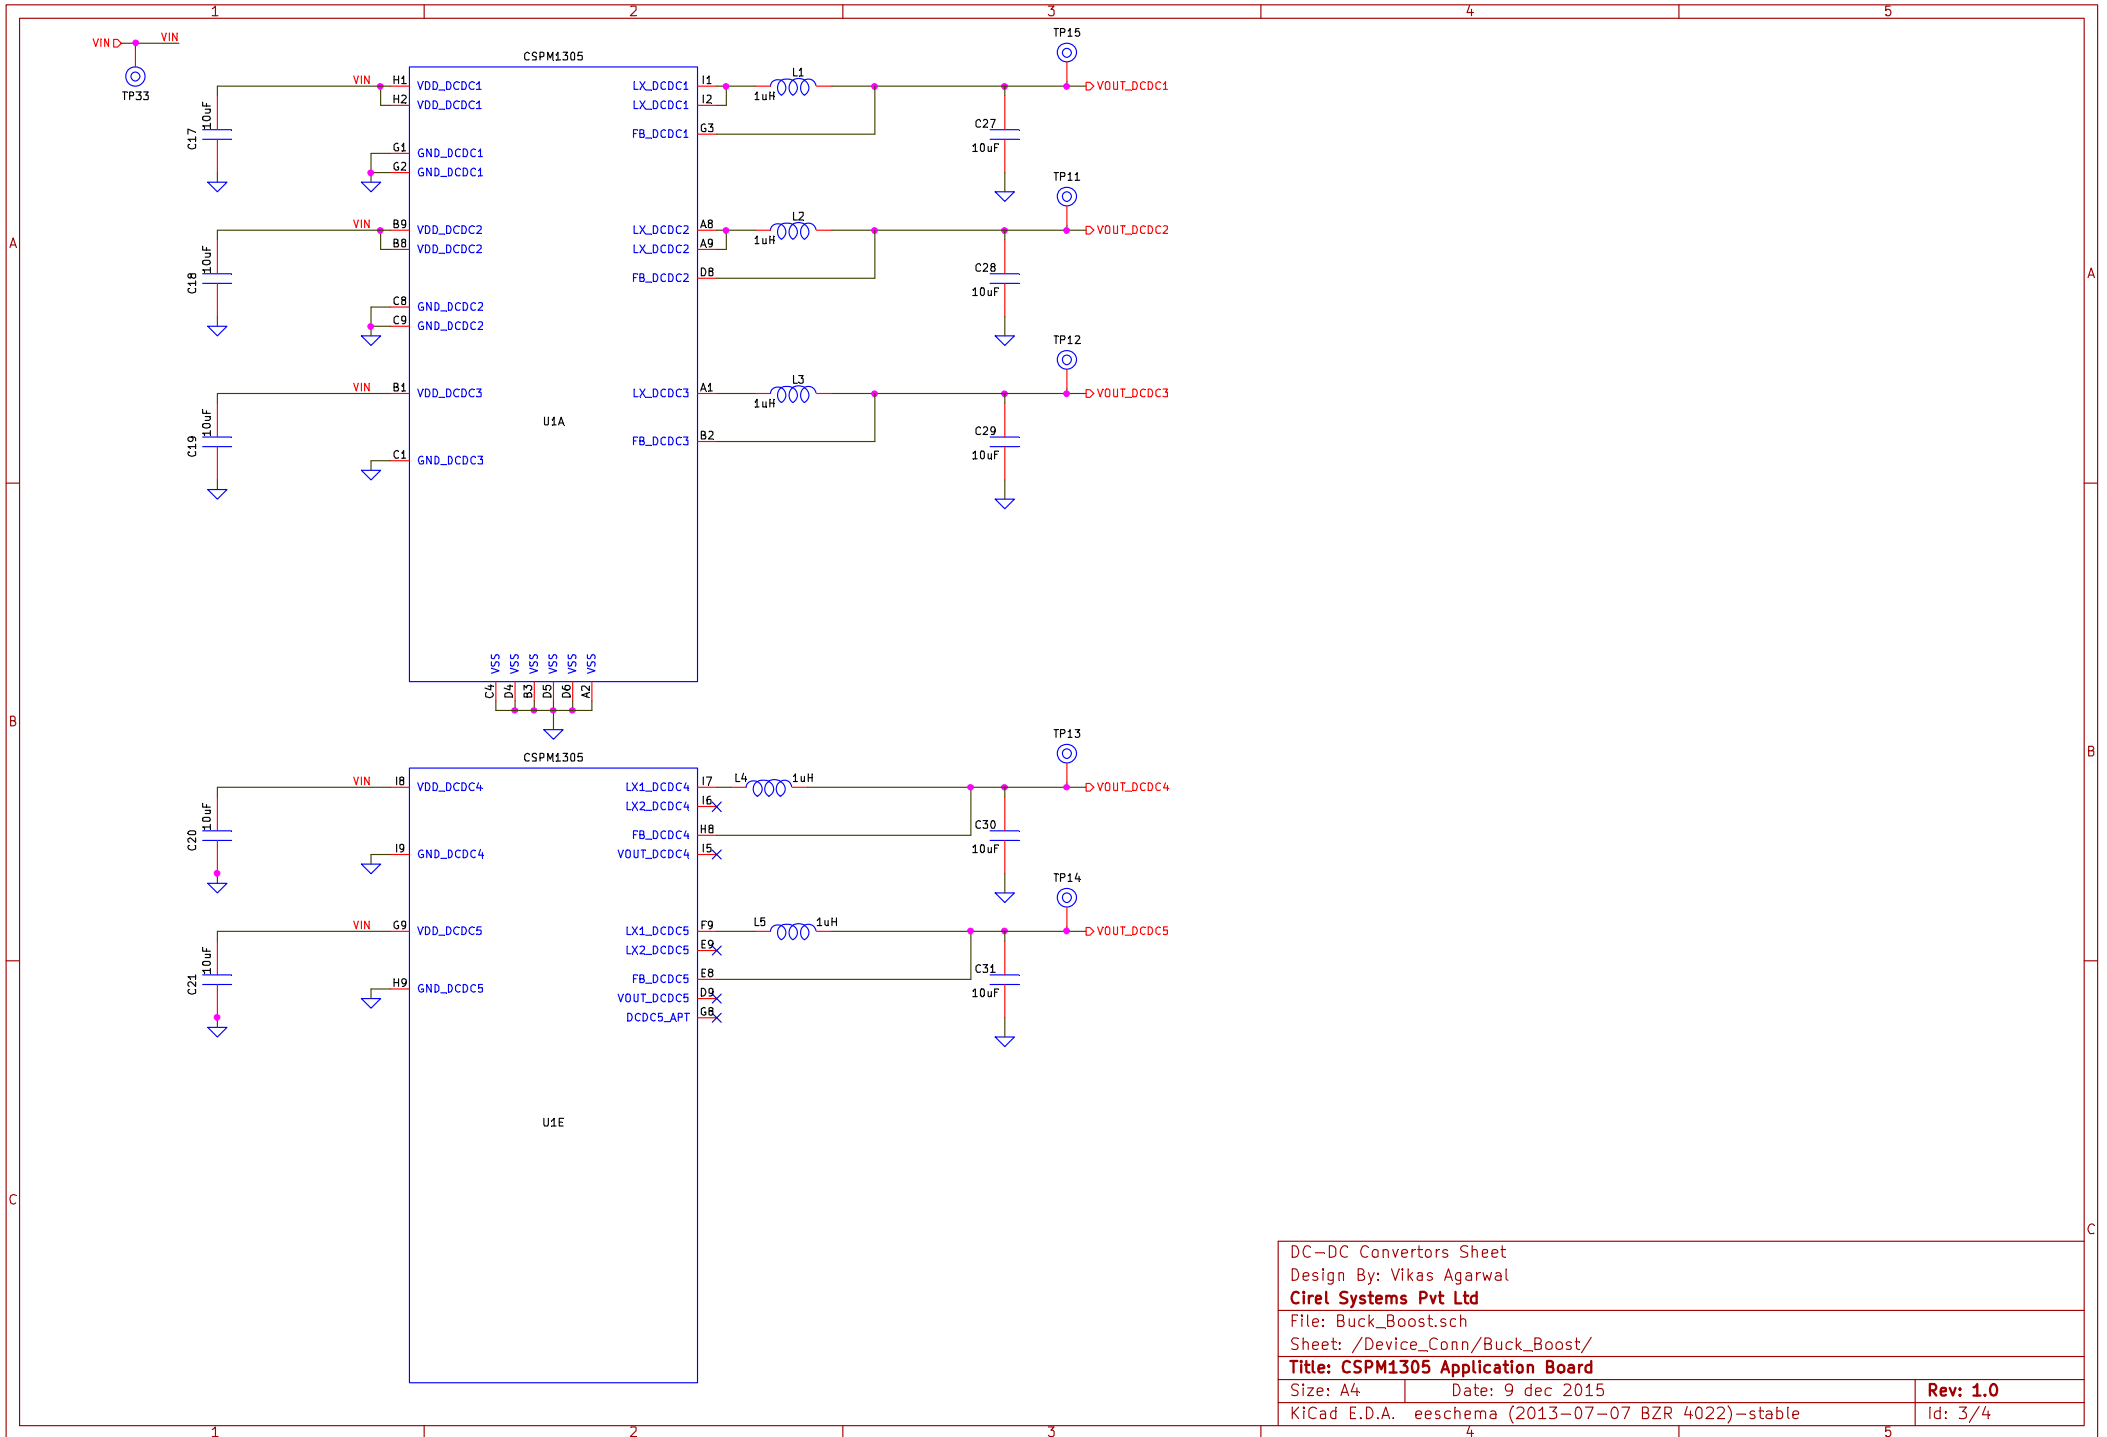 1 2 3 4 5
VIN VIN
TP33
CSPM1305
TP15
VIN H1 VDD_DCDC1 LX_DCDC1 I1 L1 1uH VOUT_DCDC1
H2 VDD_DCDC1 LX_DCDC1 I2
C17 10uF
FB_DCDC1 G3
C27
10uF
G1 GND_DCDC1
G2 GND_DCDC1
TP11
VIN B9 VDD_DCDC2 LX_DCDC2 A8 L2 1uH VOUT_DCDC2
A
B8 VDD_DCDC2 LX_DCDC2 A9
C18 10uF
FB_DCDC2 D8
C28
10uF
A
C8 GND_DCDC2
C9 GND_DCDC2
TP12
VIN B1 VDD_DCDC3 LX_DCDC3 A1 L3 1uH VOUT_DCDC3
C19 10uF
U1A
FB_DCDC3 B2
C29
10uF
C1 GND_DCDC3
VSS VSS VSS VSS VSS VSS
C4 D4 B3 D5 D6 A2
B
B
CSPM1305
TP13
VIN I8 VDD_DCDC4 LX1_DCDC4 I7 L4 1uH VOUT_DCDC4
LX2_DCDC4 I6
C20 10uF
FB_DCDC4 H8
C30
10uF
I9 GND_DCDC4 VOUT_DCDC4 I5
TP14
VIN G9 VDD_DCDC5 LX1_DCDC5 F9 L5 1uH VOUT_DCDC5
LX2_DCDC5 E9
C21 10uF
FB_DCDC5 E8
C31
10uF
H9 GND_DCDC5 VOUT_DCDC5 D9
DCDC5_APT G8
U1E
C
C
DC-DC Convertors Sheet
Design By: Vikas Agarwal
Cirel Systems Pvt Ltd
File: Buck_Boost.sch
Sheet: /Device_Conn/Buck_Boost/
Title: CSPM1305 Application Board
Size: A4 Date: 9 dec 2015 Rev: 1.0
KiCad E.D.A. eeschema (2013-07-07 BZR 4022)-stable Id: 3/4
1 2 3 4 5